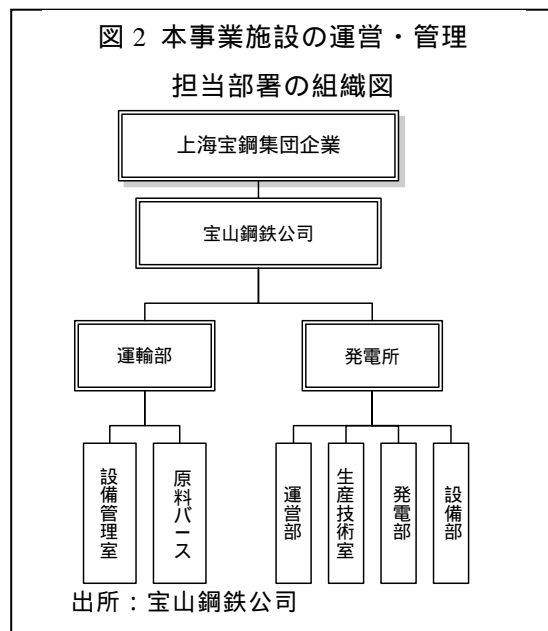 図 2 本事業施設の運営・管理
担当部署の組織図
上海宝鋼集団企業
宝山鋼鉄公司
運輸部
発電所
設備管理室
原料バース
運営部
生産技術室
発電部
設備部
出所：宝山鋼鉄公司